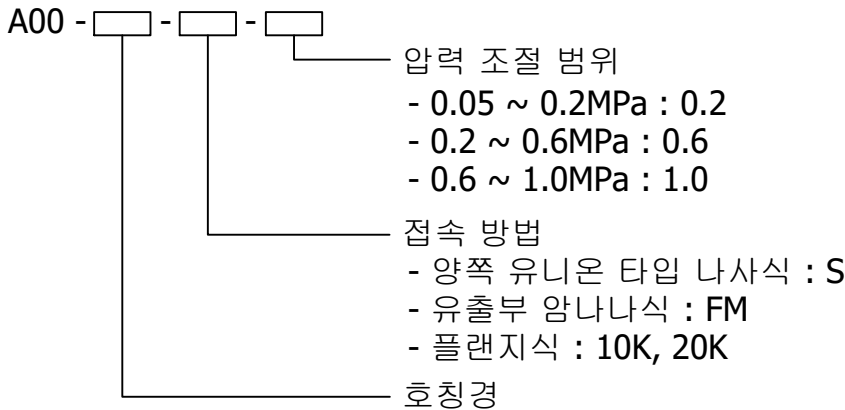 A00 - - -
압력 조절 범위
- 0.05 ~ 0.2MPa : 0.2
- 0.2 ~ 0.6MPa : 0.6
- 0.6 ~ 1.0MPa : 1.0
접속 방법
- 양쪽 유니온 타입 나사식 : S
- 유출부 암나나식 : FM
- 플랜지식 : 10K, 20K
호칭경